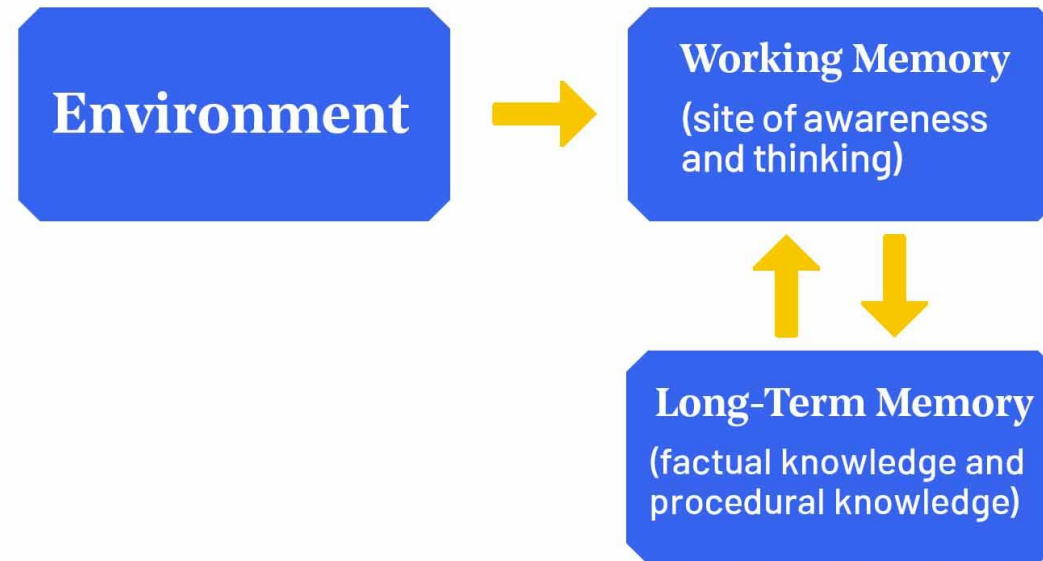 Environment
Working Memory
(site of awareness
and thinking)
Long-Term Memory
(factual knowledge and
procedural knowledge)